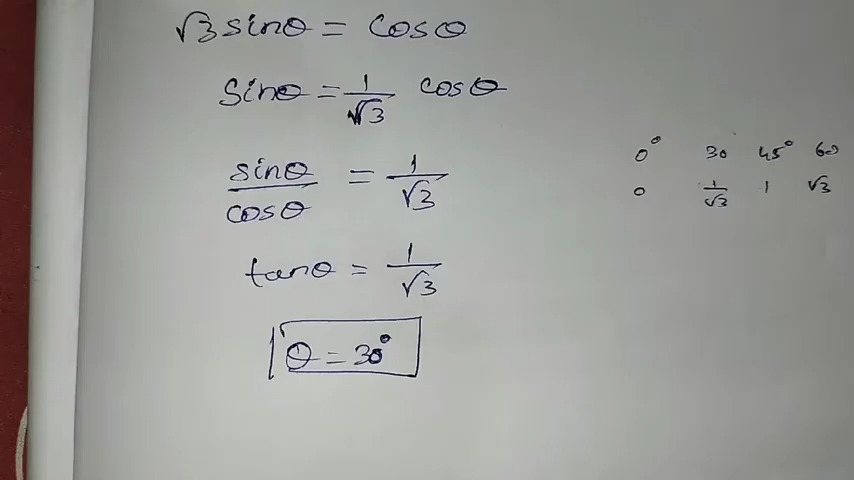 √3 sinθ = cosθ
sinθ = 1/√3 cosθ
sinθ/cosθ = 1/√3
tanθ = 1/√3
θ = 30°
0° 30 45° 60
0 1/√3 1 √3